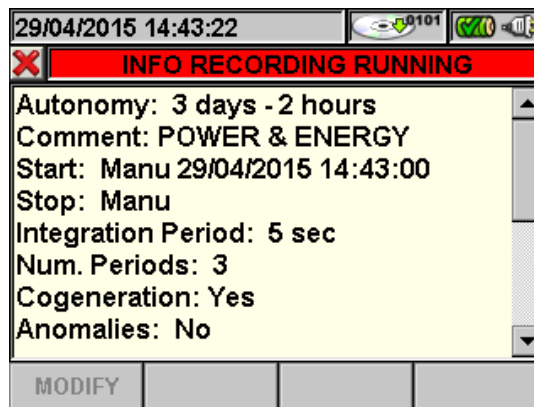 29/04/2015 14:43:22
0101
INFO RECORDING RUNNING
Autonomy: 3 days - 2 hours
Comment: POWER & ENERGY
Start: Manu 29/04/2015 14:43:00
Stop: Manu
Integration Period: 5 sec
Num. Periods: 3
Cogeneration: Yes
Anomalies: No
MODIFY